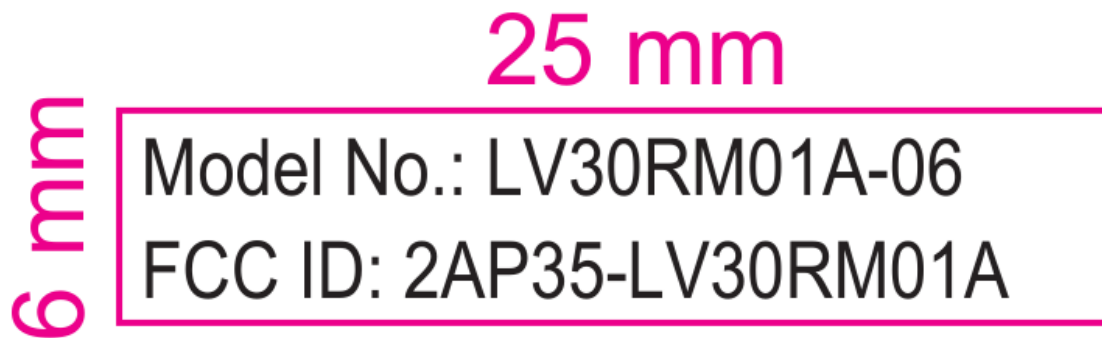 25 mm
6 mm
Model No.: LV30RM01A-06
FCC ID: 2AP35-LV30RM01A